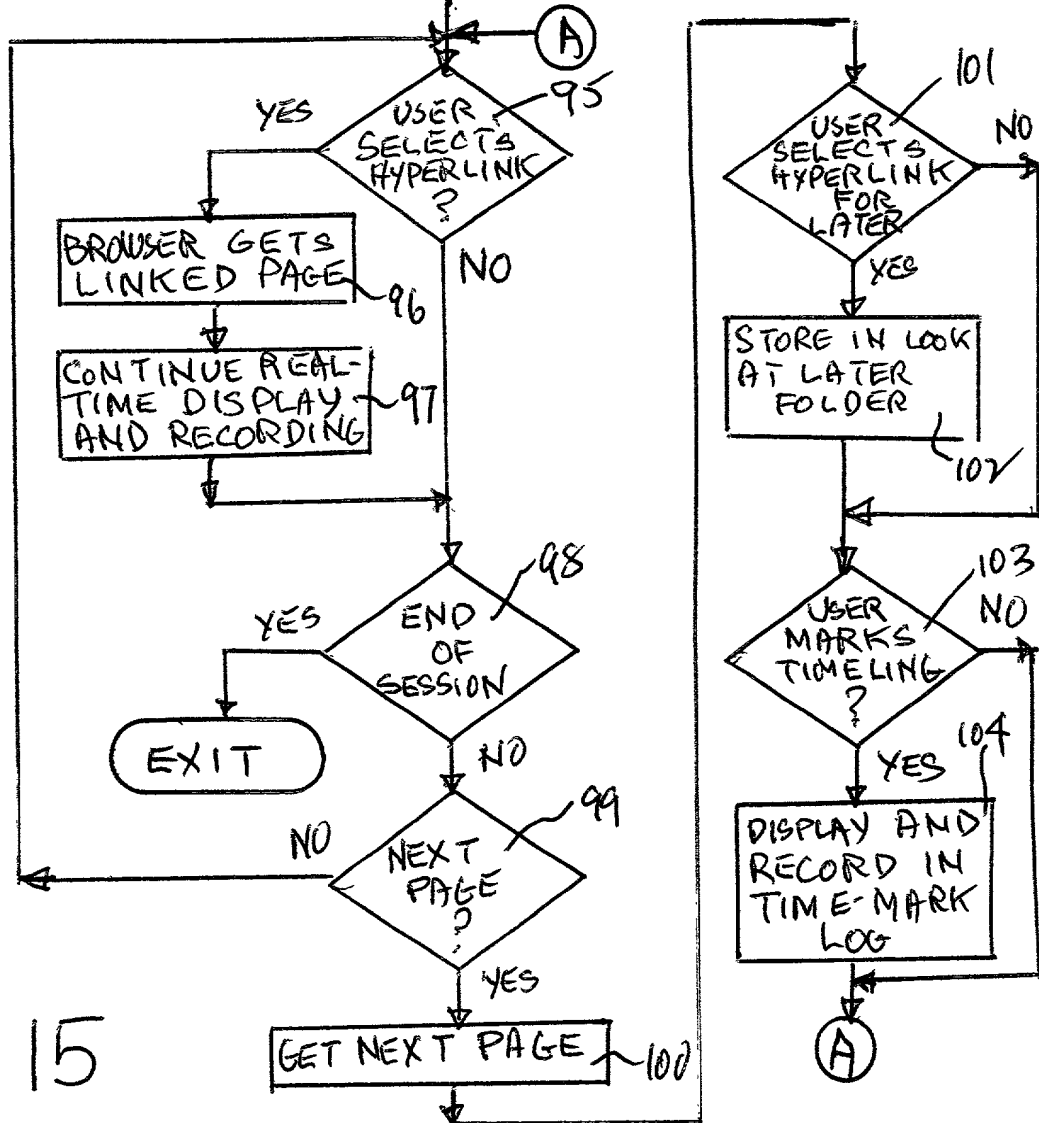 A
95
YES
USER
SELECTS
HYPERLINK
?
NO
BROWSER GETS
LINKED PAGE
96
CONTINUE REAL-
TIME DISPLAY
AND RECORDING
97
98
YES
END
OF
SESSION
EXIT
NO
99
NO
NEXT
PAGE
?
YES
GET NEXT PAGE
100
15
101
USER
SELECTS
HYPERLINK
FOR
LATER
NO
YES
STORE IN LOOK
AT LATER
FOLDER
102
103
USER
MARKS
TIMELING
?
NO
YES
104
DISPLAY AND
RECORD IN
TIME-MARK
LOG
A